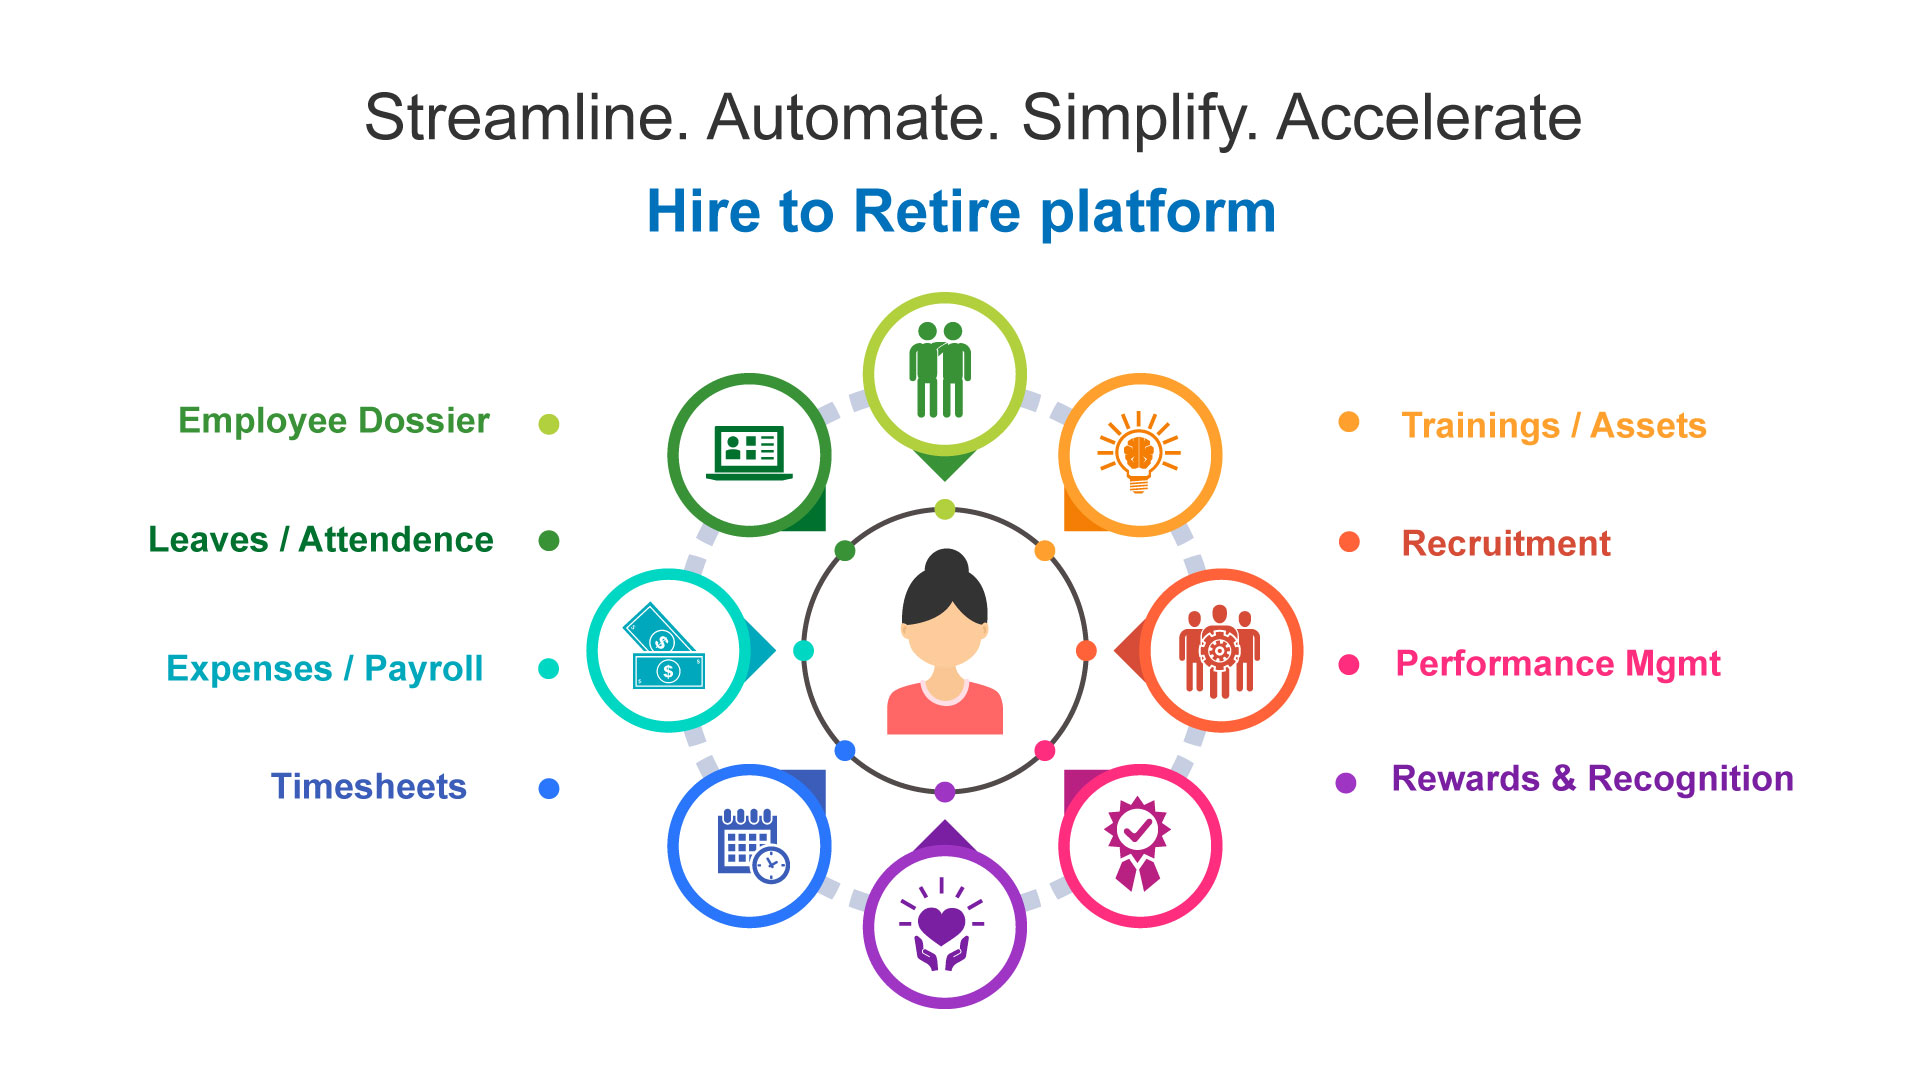 Streamline. Automate. Simplify. Accelerate
Hire to Retire platform
Employee Dossier
Leaves / Attendence
Expenses / Payroll
Timesheets
Trainings / Assets
Recruitment
Performance Mgmt
Rewards & Recognition